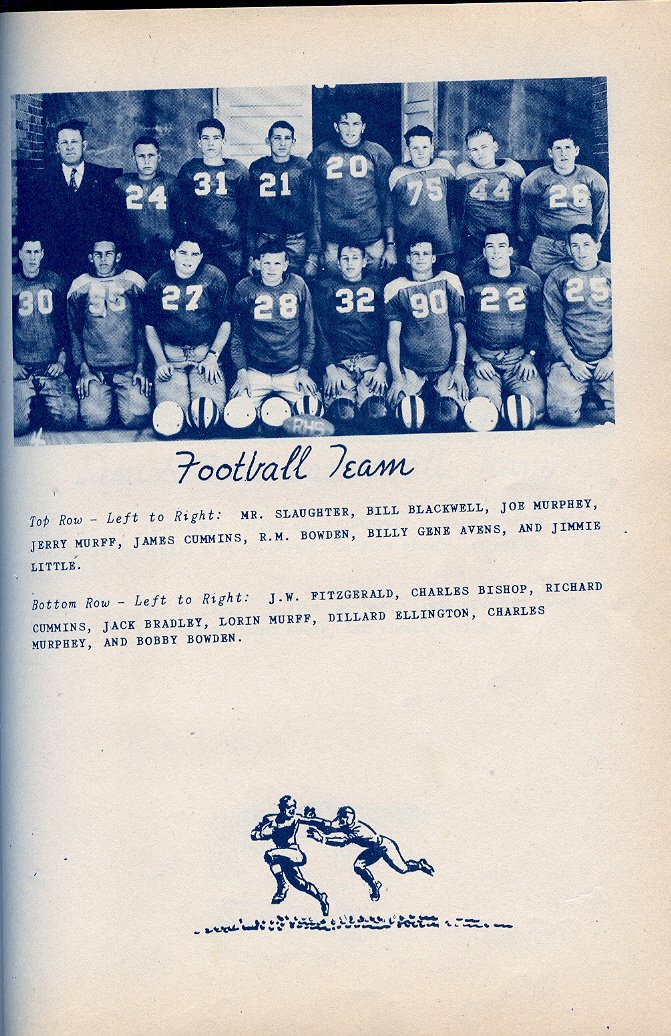 24 31 21 20 75 44 26
30 55 27 28 32 90 22 25
Football Team
Top Row - Left to Right: MR. SLAUGHTER, BILL BLACKWELL, JOE MURPHEY,
JERRY MURFF, JAMES CUMMINS, R.M. BOWDEN, BILLY GENE AVENS, AND JIMMIE
LITTLE.
Bottom Row - Left to Right: J.W. FITZGERALD, CHARLES BISHOP, RICHARD
CUMMINS, JACK BRADLEY, LORIN MURFF, DILLARD ELLINGTON, CHARLES
MURPHEY, AND BOBBY BOWDEN.